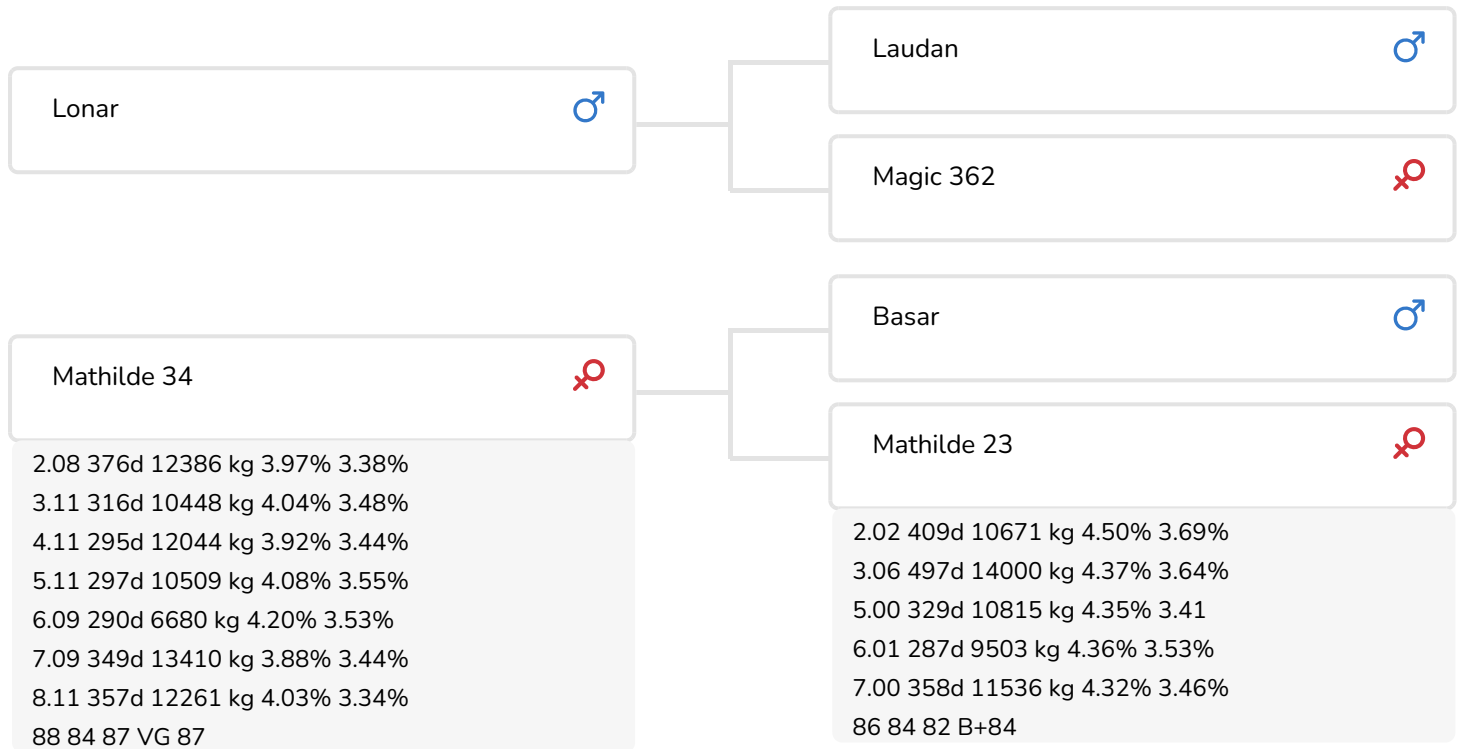 Lonar
Laudan
Magic 362
Mathilde 34
2.08 376d 12386 kg 3.97% 3.38%
3.11 316d 10448 kg 4.04% 3.48%
4.11 295d 12044 kg 3.92% 3.44%
5.11 297d 10509 kg 4.08% 3.55%
6.09 290d 6680 kg 4.20% 3.53%
7.09 349d 13410 kg 3.88% 3.44%
8.11 357d 12261 kg 4.03% 3.34%
88 84 87 VG 87
Basar
Mathilde 23
2.02 409d 10671 kg 4.50% 3.69%
3.06 497d 14000 kg 4.37% 3.64%
5.00 329d 10815 kg 4.35% 3.41
6.01 287d 9503 kg 4.36% 3.53%
7.00 358d 11536 kg 4.32% 3.46%
86 84 82 B+84